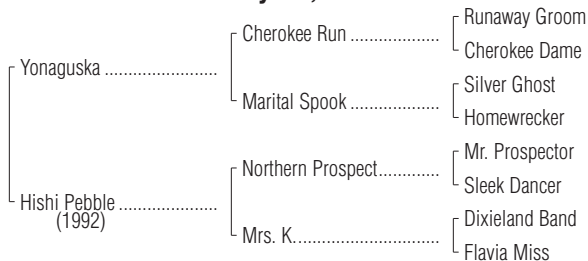 Runaway Groom
Cherokee Run ....................
Cherokee Dame
Yonaguska .........................
Silver Ghost
Marital Spook ....................
Homewrecker
Mr. Prospector
Northern Prospect..............
Sleek Dancer
Hishi Pebble ......................
(1992)
Dixieland Band
Mrs. K................................
Flavia Miss